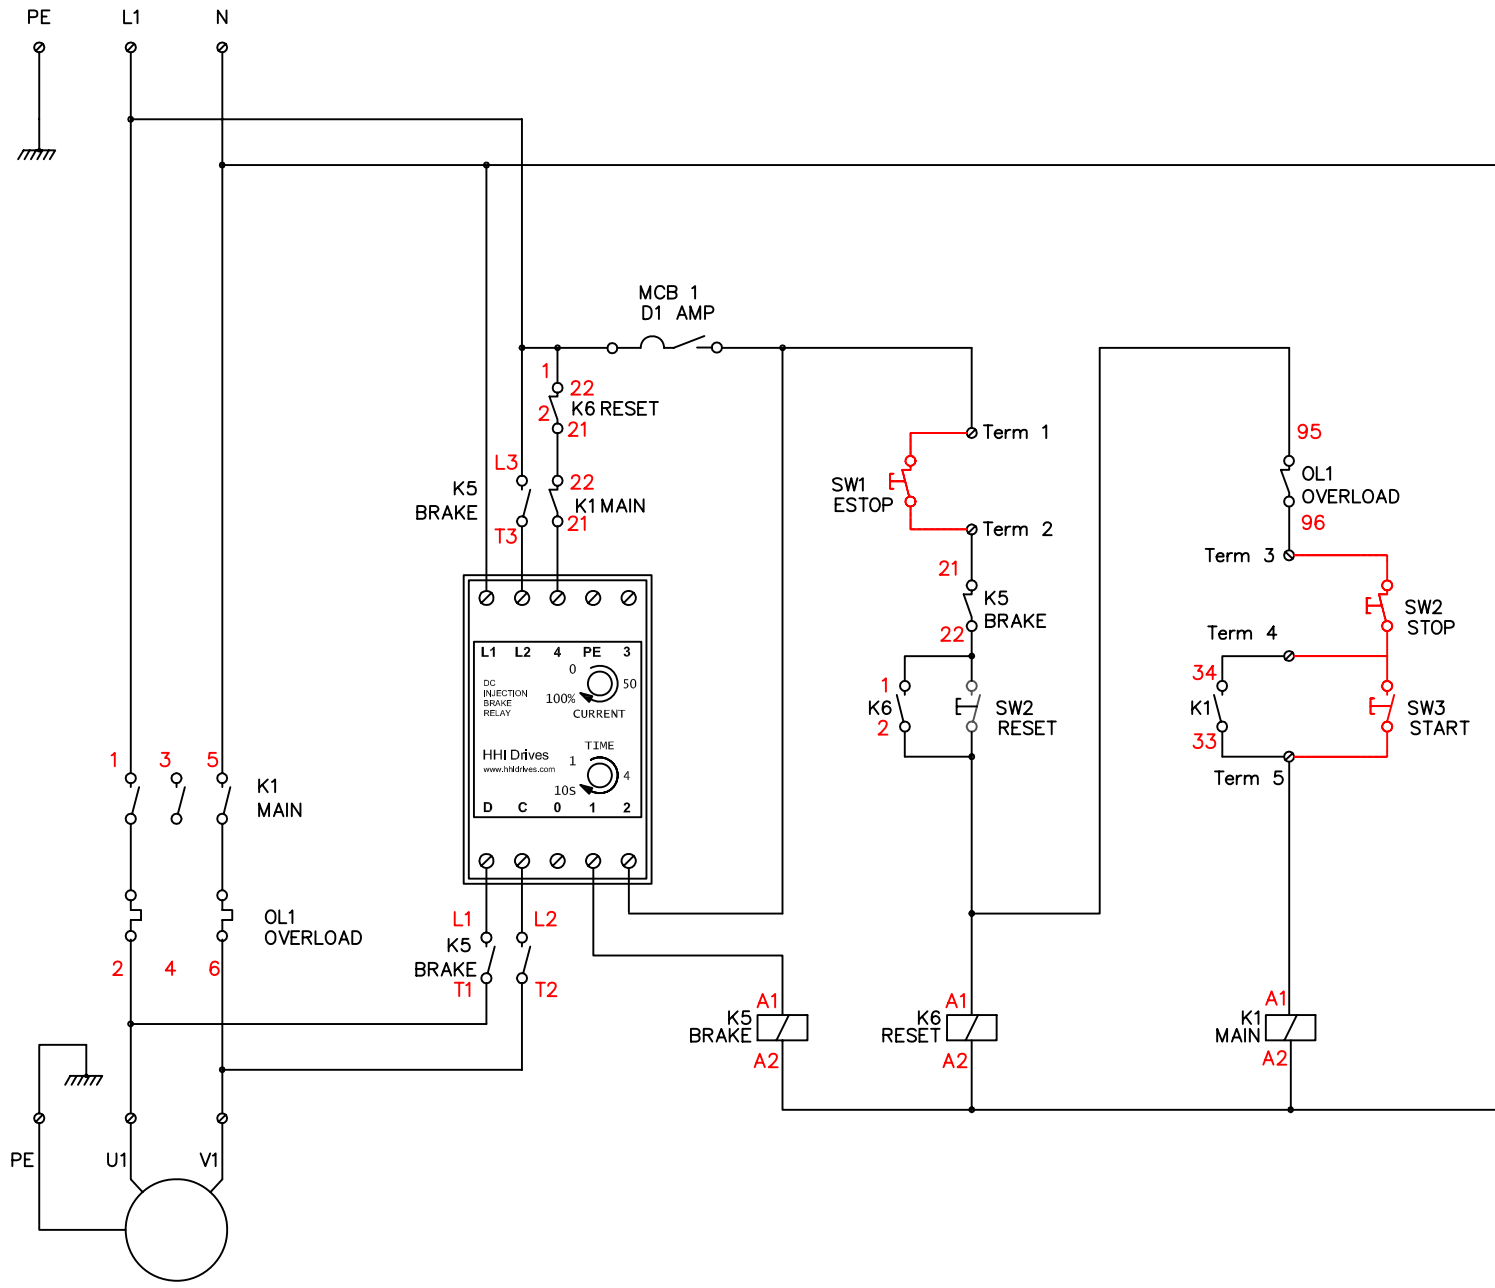 PE L1 N
MCB 1
D1 AMP
1 22
2 K6 RESET
21
Term 1
95
L3
K5
BRAKE
22
K1 MAIN
21
T3
SW1
ESTOP
OL1
OVERLOAD
96
Term 2
Term 3
21
K5
BRAKE
22
SW2
STOP
Term 4
L1 L2 4 PE 3
0
50
100%
CURRENT
DC
INJECTION
BRAKE
RELAY
HHI Drives
www.hhidrives.com
TIME
1
4
10s
D C 0 1 2
1
K6
2
SW2
RESET
34
K1
33
SW3
START
Term 5
1 3 5
K1
MAIN
OL1
OVERLOAD
2 4 6
L1 L2
K5
BRAKE
T1 T2
A1
K5
BRAKE
A2
A1
K6
RESET
A2
A1
K1
MAIN
A2
PE U1 V1